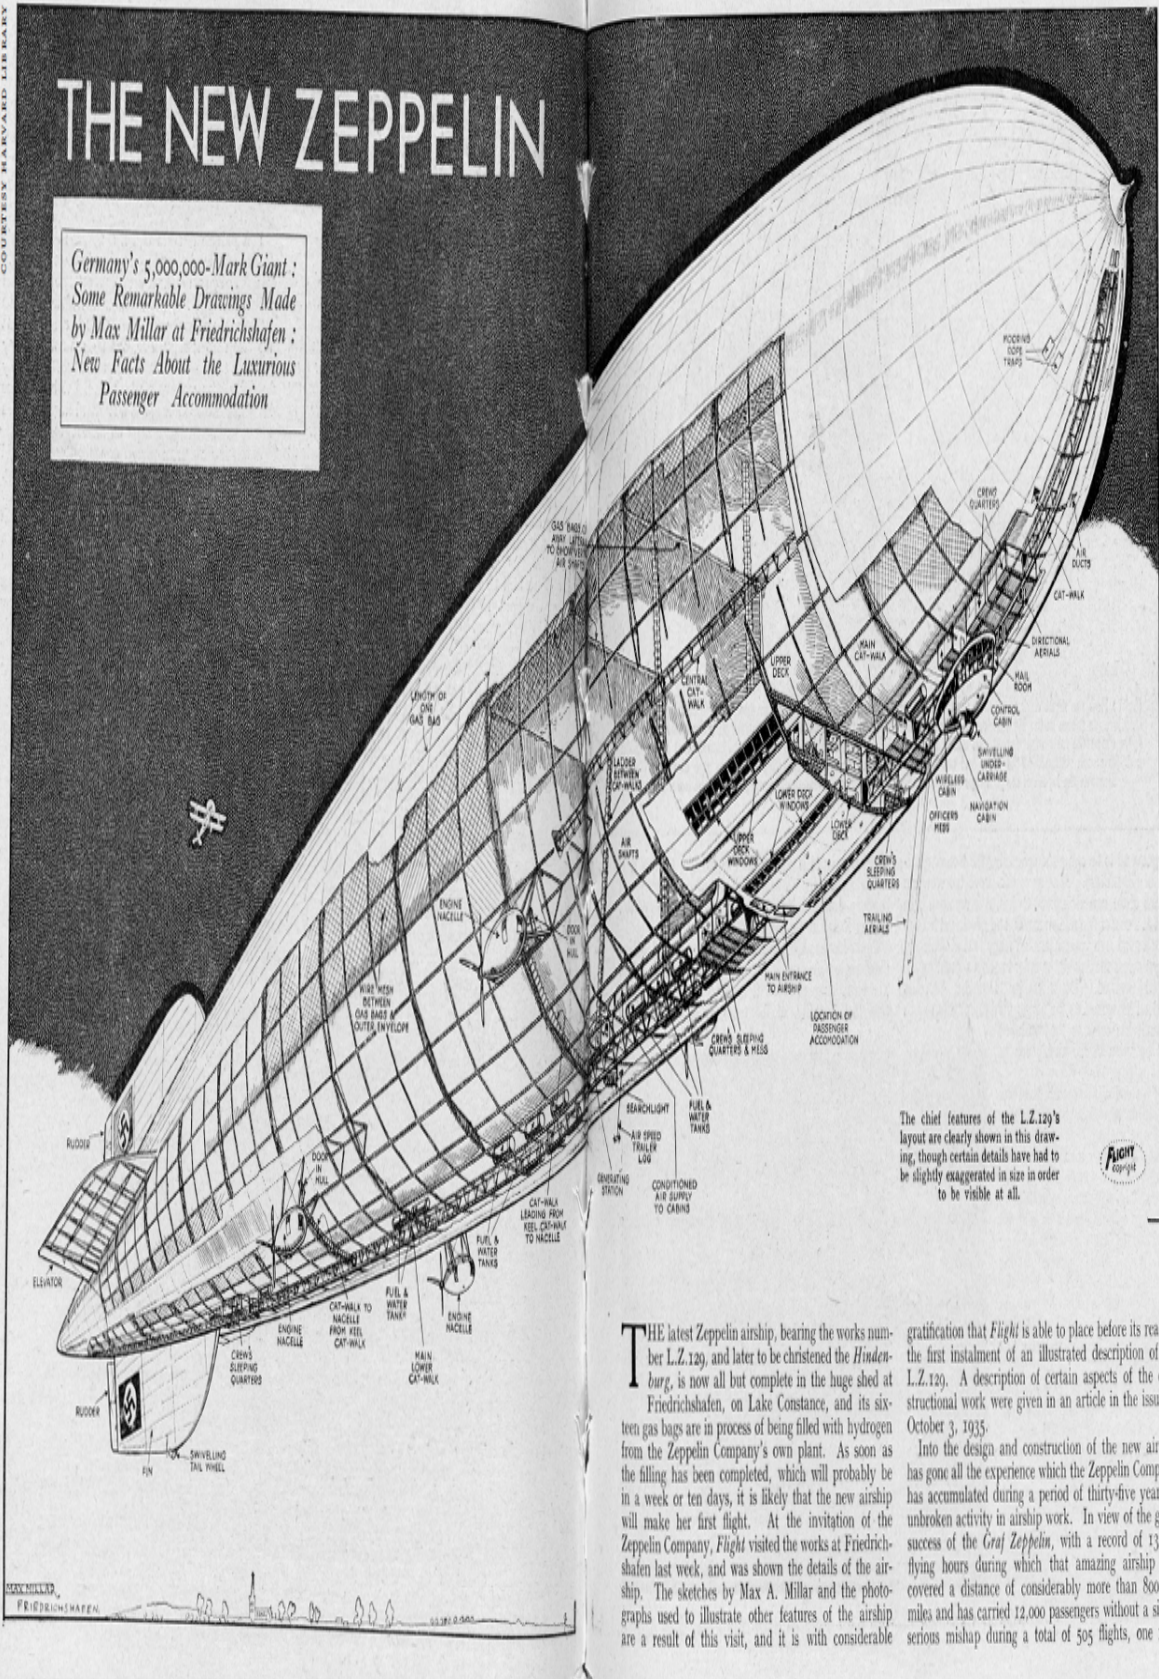 COURTESY HARVARD LIBRARY
THE NEW ZEPPELIN
Germany's 5,000,000-Mark Giant :
Some Remarkable Drawings Made
by Max Millar at Friedrichshafen :
New Facts About the Luxurious
Passenger Accommodation
MOORING
ROPE
TRAPS
CREWS
QUARTERS
GAS BAGS
AIR
DUCTS
CAT-WALK
DIRECTIONAL
AERIALS
MAIN
CAT-WALK
UPPER
DECK
MAIL
ROOM
CENTRAL
CAT-
WALK
CONTROL
CABIN
LENGTH OF
ONE
GAS BAG
SWIVELLING
UNDER-
CARRIAGE
LADDER
BETWEEN
CAT-WALKS
WIRELESS
CABIN
LOWER DECK
WINDOWS
NAVIGATION
CABIN
OFFICERS
MESS
LOWER
DECK
AIR
SHAFTS
UPPER
DECK
WINDOWS
CREW'S
SLEEPING
QUARTERS
ENGINE
NACELLE
TRAILING
AERIALS
DOOR
IN
HULL
MAIN ENTRANCE
TO AIRSHIP
WIRE MESH
BETWEEN
GAS BAGS &
OUTER ENVELOPE
LOCATION OF
PASSENGER
ACCOMODATION
CREWS SLEEPING
QUARTERS & MESS
SEARCHLIGHT
FUEL &
WATER
TANKS
AIR SPEED
TRAILER
LOG
RUDDER
DOOR
IN
HULL
GENERATING
STATION
CONDITIONED
AIR SUPPLY
TO CABINS
CAT-WALK
LEADING FROM
KEEL CAT-WALK
TO NACELLE
FUEL &
WATER
TANKS
ELEVATOR
FUEL &
WATER
TANKS
CAT-WALK TO
NACELLE
FROM KEEL
CAT-WALK
ENGINE
NACELLE
ENGINE
NACELLE
CREW'S
SLEEPING
QUARTERS
MAIN
LOWER
CAT-WALK
RUDDER
FIN
SWIVELLING
TAIL WHEEL
MAX MILLAR
FRIEDRICHSHAFEN
The chief features of the L.Z.129's
layout are clearly shown in this draw-
ing, though certain details have had to
be slightly exaggerated in size in order
to be visible at all.
FLIGHT
copyright
THE latest Zeppelin airship, bearing the works num-
ber L.Z.129, and later to be christened the Hinden-
burg, is now all but complete in the huge shed at
Friedrichshafen, on Lake Constance, and its six-
teen gas bags are in process of being filled with hydrogen
from the Zeppelin Company's own plant. As soon as
the filling has been completed, which will probably be
in a week or ten days, it is likely that the new airship
will make her first flight. At the invitation of the
Zeppelin Company, Flight visited the works at Friedrich-
shafen last week, and was shown the details of the air-
ship. The sketches by Max A. Millar and the photo-
graphs used to illustrate other features of the airship
are a result of this visit, and it is with considerable
gratification that Flight is able to place before its rea
the first instalment of an illustrated description of
L.Z.129. A description of certain aspects of the
structional work were given in an article in the issu
October 3, 1935.
Into the design and construction of the new air
has gone all the experience which the Zeppelin Comp
has accumulated during a period of thirty-five year
unbroken activity in airship work. In view of the g
success of the Graf Zeppelin, with a record of 13
flying hours during which that amazing airship
covered a distance of considerably more than 800
miles and has carried 12,000 passengers without a si
serious mishap during a total of 505 flights, one